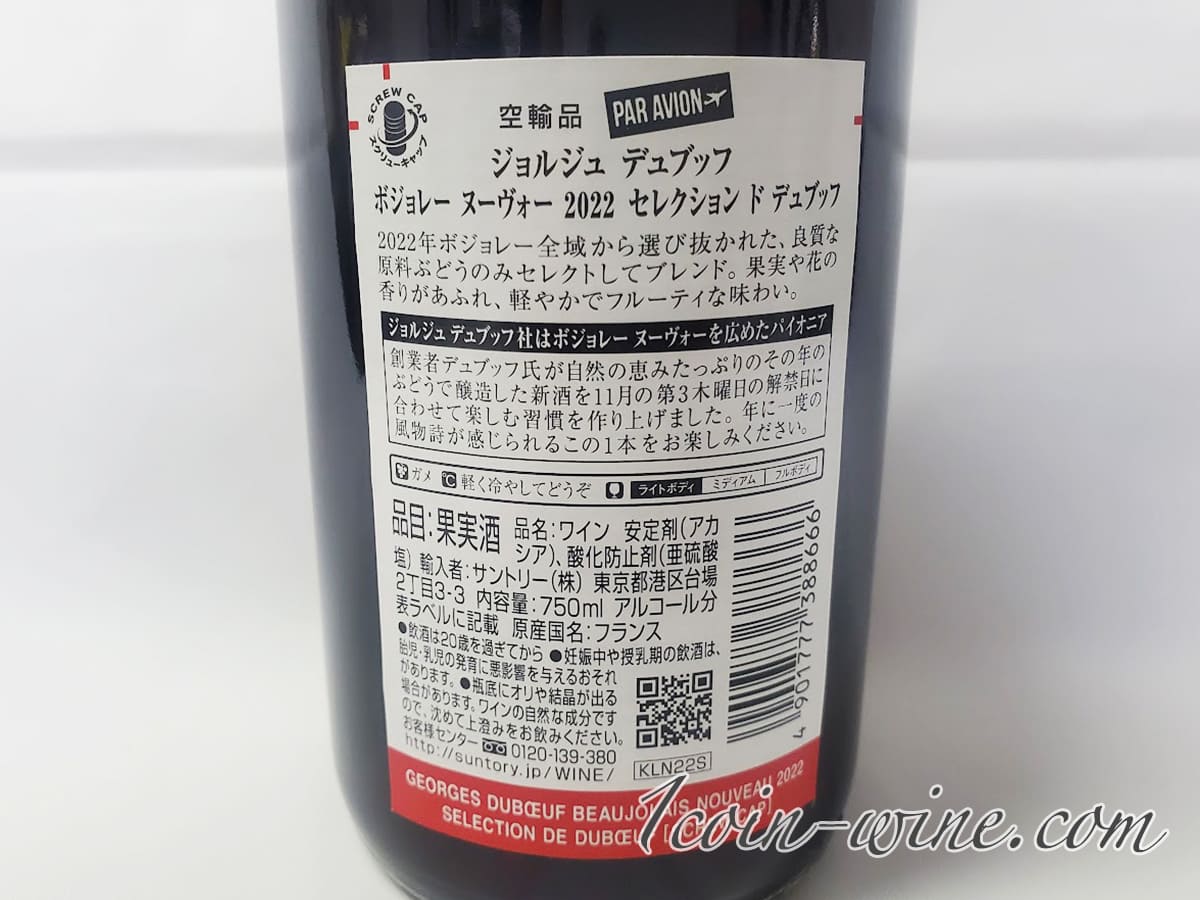 SCREW CAP
スクリューキャップ
空輸品 PAR AVION
ジョルジュ デュブッフ
ボジョレー ヌーヴォー 2022 セレクション ド デュブッフ
2022年ボジョレー全域から選び抜かれた、良質な
原料ぶどうのみセレクトしてブレンド。果実や花の
香りがあふれ、軽やかでフルーティな味わい。
ジョルジュ デュブッフ社はボジョレー ヌーヴォーを広めたパイオニア
創業者デュブッフ氏が自然の恵みたっぷりのその年の
ぶどうで醸造した新酒を11月の第3木曜日の解禁日に
合わせて楽しむ習慣を作り上げました。年に一度の
風物詩が感じられるこの1本をお楽しみください。
ガメ ℃ 軽く冷やしてどうぞ ライトボディ ミディアム フルボディ
品目:果実酒 品名:ワイン 安定剤(アカ
シア)、酸化防止剤(亜硫酸
塩) 輸入者:サントリー(株) 東京都港区台場
2丁目3-3 内容量:750ml アルコール分
表ラベルに記載 原産国名:フランス
●飲酒は20歳を過ぎてから ●妊娠中や授乳期の飲酒は、
胎児・乳児の発育に悪影響を与えるおそれ
があります。●瓶底にオリや結晶が出る
場合があります。ワインの自然な成分です
ので、沈めて上澄みをお飲みください。
お客様センター 0120-139-380
http://suntory.jp/WINE/
KLN22S
4 901777 388666
GEORGES DUBŒUF BEAUJOLAIS NOUVEAU 2022
SELECTION DE DUBŒUF [SCREW CAP]
1coin-wine.com